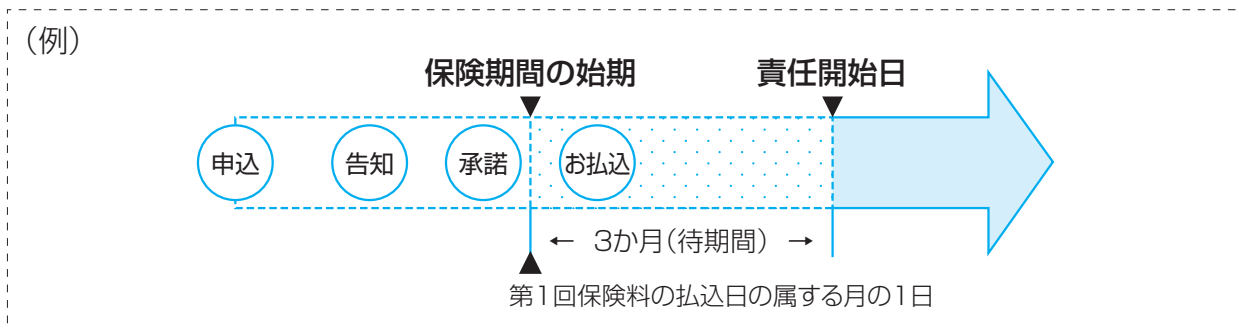 （例）
保険期間の始期
責任開始日
申込
告知
承諾
お払込
← 3か月（待期間） →
第1回保険料の払込日の属する月の1日